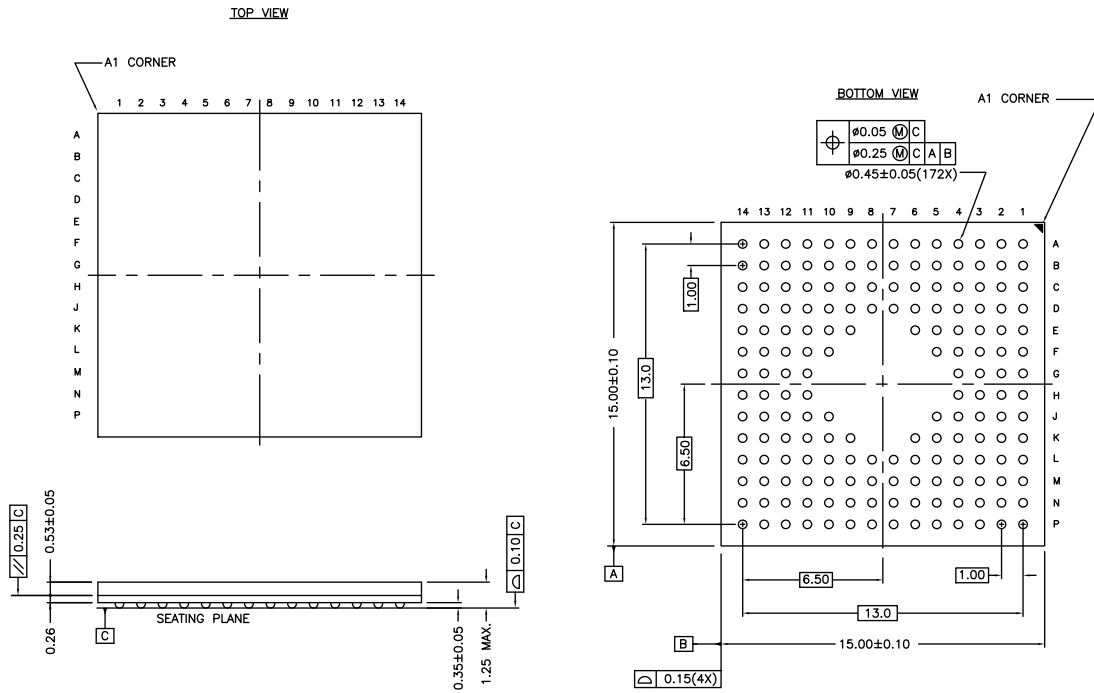 TOP VIEW
A1 CORNER
1 2 3 4 5 6 7 8 9 10 11 12 13 14
A
B
C
D
E
F
G
H
J
K
L
M
N
P
0.25 C
0.53±0.05
0.26
C
SEATING PLANE
0.35±0.05
1.25 MAX.
0.10 C
BOTTOM VIEW
A1 CORNER
ø0.05 Ⓜ C
ø0.25 Ⓜ C A B
ø0.45±0.05(172X)
14 13 12 11 10 9 8 7 6 5 4 3 2 1
A
B
C
D
E
F
G
H
J
K
L
M
N
P
1.00
15.00±0.10
13.0
6.50
A
6.50
1.00
13.0
B
15.00±0.10
0.15(4X)